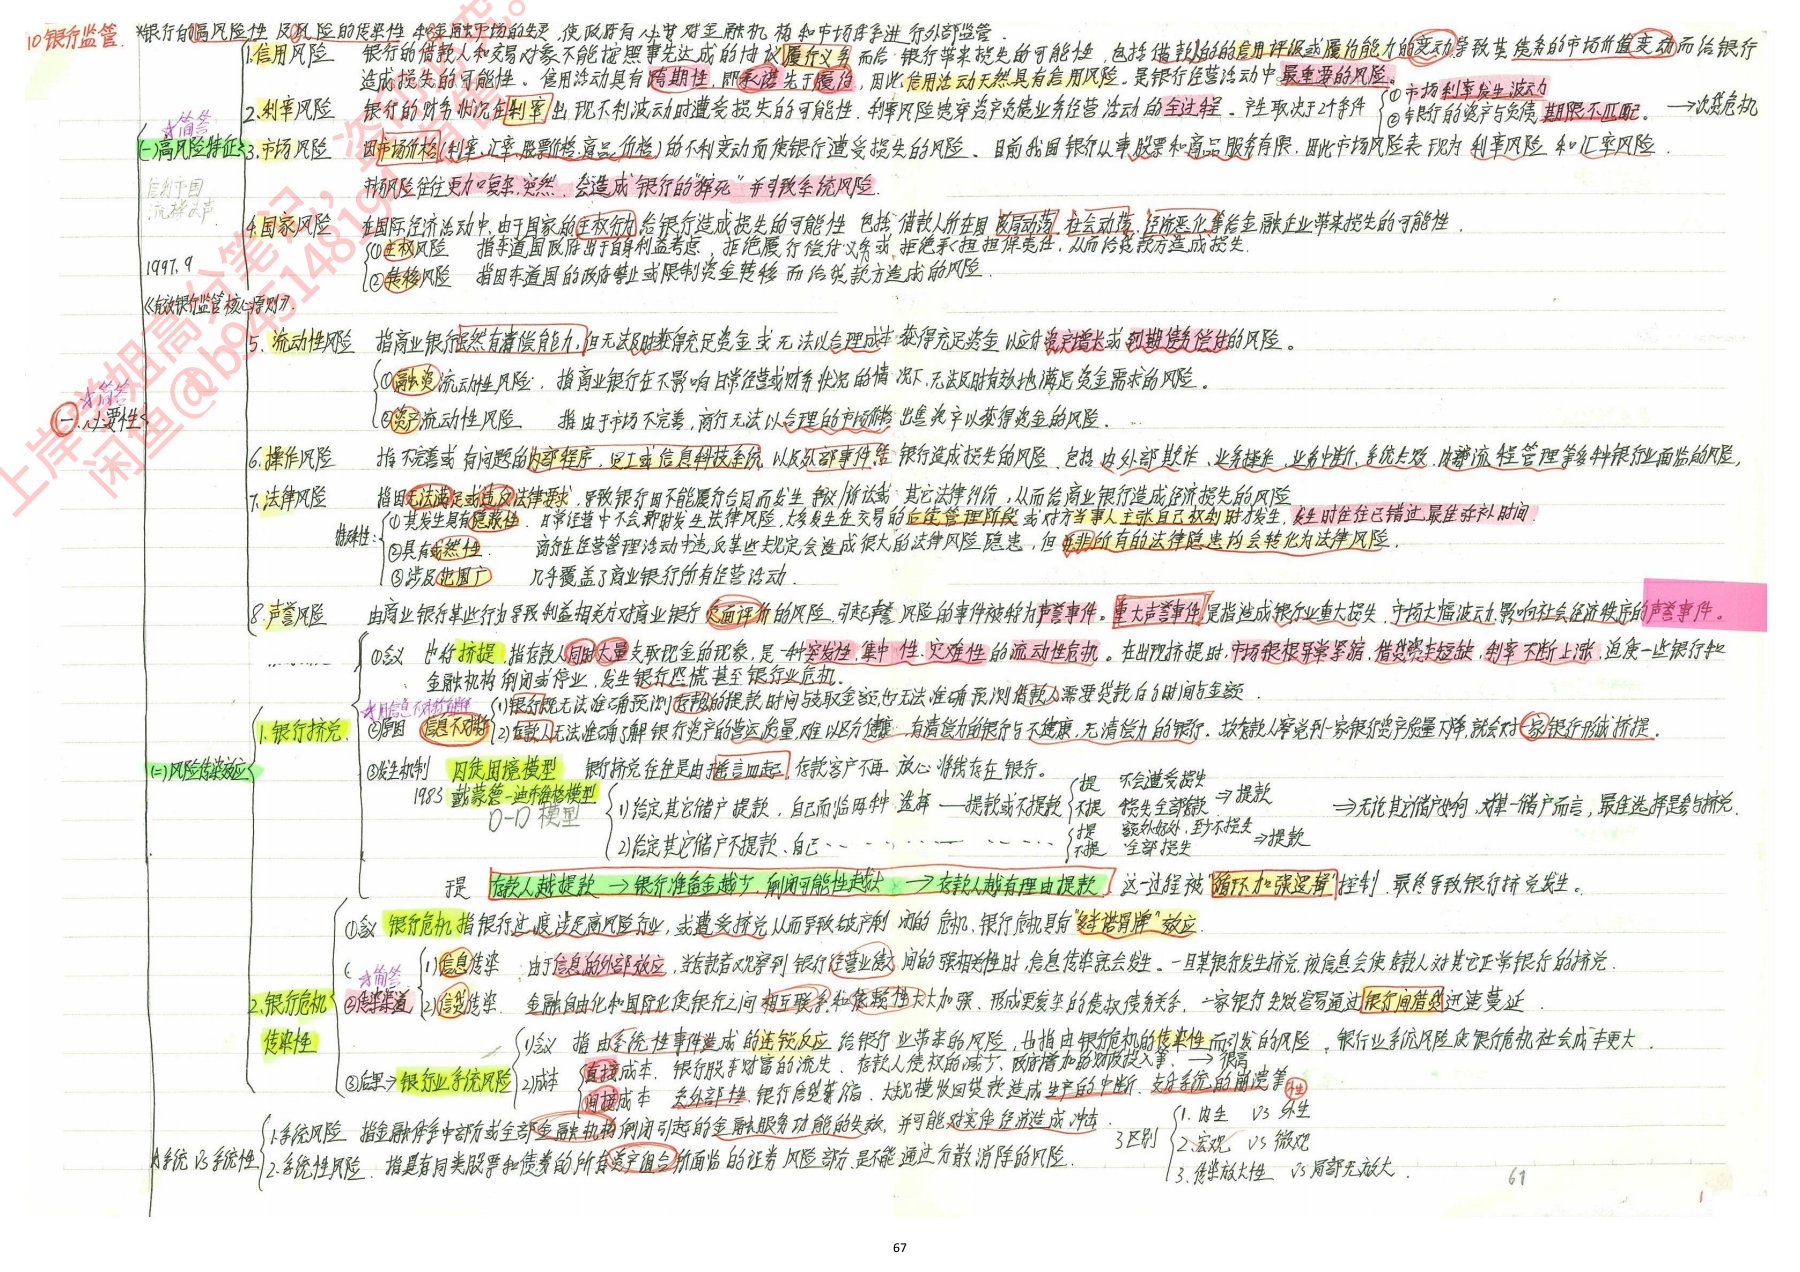 10 银行监管. *银行的高风险性 及风险的传染性 和金融市场的失灵, 使政府有必要对金融机构和市场体系进行外部监管
1. 信用风险 银行的借款人和交易对象不能按照事先达成的协议履行义务而给银行带来损失的可能性, 包括借款人的信用评级或履约能力的变动导致其债务的市场价值变动而给银行
造成损失的可能性。信用活动具有跨期性, 即承诺先于履约, 因此信用活动天然具有信用风险。是银行经营活动中最重要的风险。
① 市场利率发生波动
2. 利率风险 银行的财务状况在利率出现不利波动时遭受损失的可能性, 利率风险贯穿资产负债业务经营活动的全过程。产生取决于2个条件
② 银行的资产与负债期限不匹配。 → 次贷危机
☆简答
(一) 高风险特征
3. 市场风险 因市场价格(利率、汇率、股票价格、商品价格)的不利变动而使银行遭受损失的风险。目前我国银行从事股票和商品服务有限, 因此市场风险表现为利率风险和汇率风险.
信利市国
流操法声
市场风险往往更加复杂、突然, 会造成银行的"猝死"并引致系统风险.
4. 国家风险 在国际经济活动中, 由于国家的主权行为给银行造成损失的可能性 包括借款人所在国政局动荡, 社会动荡, 经济恶化等给金融企业带来损失的可能性.
① 主权风险 指东道国政府出于自身利益考虑, 拒绝履行偿付义务或拒绝承担担保责任, 从而给贷款方造成损失.
1997.9
② 转移风险 指因东道国的政府禁止或限制资金转移而给贷款方造成的风险.
《有效银行监管核心原则》.
5. 流动性风险 指商业银行虽然有清偿能力, 但无法及时获得充足资金或无法以合理成本获得充足资金以应对资产增长或到期债务偿付的风险。
① 融资流动性风险. 指商业银行在不影响日常经营或财务状况的情况下, 无法及时有效地满足资金需求的风险。
☆简答
一、必要性
② 资产流动性风险 指由于市场不完善, 商行无法以合理的市场价格出售资产以获得资金的风险。
6. 操作风险 指不完善或有问题的内部程序, 员工或信息科技系统, 以及外部事件给银行造成损失的风险, 包括内外部欺诈、业务操作、业务中断、系统失效、内部流程管理等多种银行业面临的风险,
7. 法律风险 指因无法满足或违反法律要求, 导致银行因不能履行合同而发生争议/诉讼或其它法律纠纷, 从而给商业银行造成经济损失的风险
特殊性:
① 其发生具有隐蔽性. 日常经营中不会即时发生法律风险, 大多发生在交易的后续管理阶段或对方当事人主张自己权利时才发生, 发生时往往已错过最佳弥补时间.
② 具有或然性. 商行在经营管理活动中违反某些规定会造成很大的法律风险隐患, 但并非所有的法律隐患均会转化为法律风险.
③ 涉及范围广 几乎覆盖了商业银行所有经营活动.
8. 声誉风险 由商业银行某些行为导致利益相关方对商业银行负面评价的风险, 引起声誉风险的事件被称为声誉事件。重大声誉事件是指造成银行业重大损失、市场大幅波动、影响社会经济秩序的声誉事件。
① 含义 也称挤提, 指存款人同时大量支取现金的现象, 是一种突发性, 集中性, 灾难性的流动性危机。在出现挤提时, 市场银根异常紧缩, 借贷资本短缺, 利率不断上涨, 迫使一些银行和
金融机构倒闭或停业, 发生银行恐慌甚至银行业危机。
☆用信息不对称解释
1) 银行既无法准确预测存款的提款时间与支取金额, 也无法准确预测借款人需要贷款的时间与金额.
1. 银行挤兑 ② 原因 信息不对称
2) 存款人无法准确了解银行资产的营运质量, 难以区分健康、有清偿力的银行与不健康、无清偿力的银行. 故存款人察觉到一家银行资产质量下降, 就会对一家银行形成挤提。
(二) 风险传染效应
③ 发生机制 囚徒困境模型 银行挤兑往往是由谣言而起, 存款客户不再放心将钱存在银行。
1983 戴蒙德—迪布维格模型
D-D 模型
1) 给定其它储户提款, 自己面临两种选择 — 提款或不提款 提 不会遭受损失 不提 损失全部存款 ⇒ 提款
⇒ 无论其它储户如何, 对单一储户而言, 最佳选择是参与挤兑.
2) 给定其它储户不提款、自己 …… 提 额外好处, 至少不损失 不提 全部损失 ⇒ 提款
于是 存款人越提款 → 银行准备金越少, 倒闭可能性越大 → 存款人越有理由提款 这一过程被"循环加强逻辑"控制, 最终导致银行挤兑发生。
① 含义 银行危机指银行过度涉足高风险行业, 或遭受挤兑从而导致破产倒闭的危机, 银行危机具有"多米诺骨牌"效应.
☆简答
1) 信息传染 由于信息的外部效应, 当存款者观察到银行经营业绩之间的强相关性时, 信息传染就会发生。一旦某银行发生挤兑, 该信息会使存款人对其它正常银行的挤兑.
2. 银行危机传染性 ② 传染渠道
2) 信贷传染. 金融自由化和国际化使银行之间相互联系和依赖性大大加强、形成更复杂的债权债务关系, 一家银行失败容易通过银行间借贷迅速蔓延.
③ 后果 → 银行业系统风险
1) 含义 指由系统性事件造成的连锁反应给银行业带来的风险, 也指由银行危机的传染性而引发的风险, 银行业系统风险使银行危机社会成本更大.
2) 成本 直接成本. 银行股东财富的流失、存款人债权的减少、政府增加的财政投入等. → 很高
间接成本 负外部性. 银行信贷萎缩、大规模撤回贷款造成生产的中断、支付系统的崩溃等
☆系统 VS 系统性
1. 系统风险 指金融体系中部分或全部金融机构倒闭引起的金融服务功能的失效, 并可能对实体经济造成冲击.
2. 系统性风险. 指具有同类股票和债券的所有资产组合所面临的证券风险部分, 是不能通过分散消除的风险.
3区别
1. 内生 VS 外生
2. 宏观 VS 微观
3. 传染放大性 VS 局部无放大.
61
67
上岸学姐高分笔记, 盗版必究。
闲鱼@b94514819